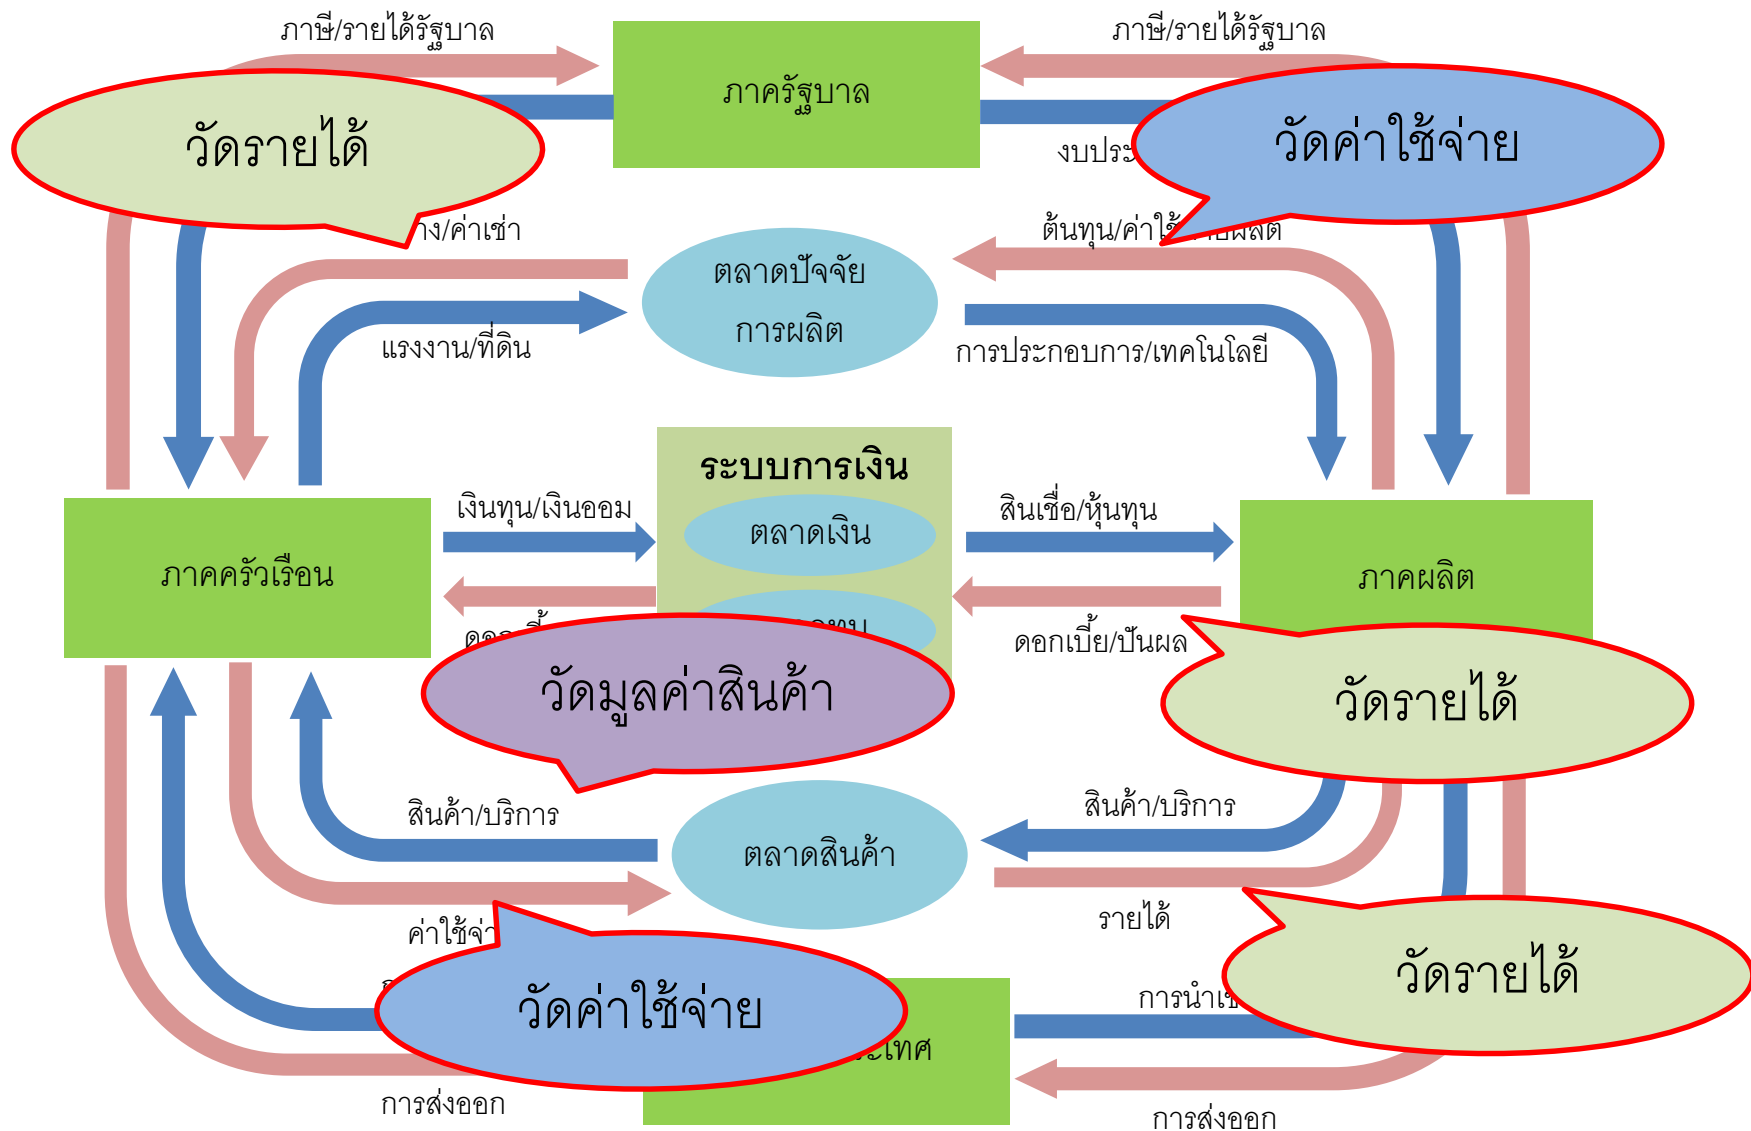 ภาษี/รายได้รัฐบาล
ภาครัฐบาล
ภาษี/รายได้รัฐบาล
วัดรายได้
วัดค่าใช้จ่าย
ตลาดปัจจัย
การผลิต
แรงงาน/ที่ดิน
การประกอบการ/เทคโนโลยี
ระบบการเงิน
ตลาดเงิน
เงินทุน/เงินออม
สินเชื่อ/หุ้นทุน
ภาคครัวเรือน
ภาคผลิต
ดอกเบี้ย/ปันผล
วัดมูลค่าสินค้า
วัดรายได้
สินค้า/บริการ
สินค้า/บริการ
ตลาดสินค้า
รายได้
วัดค่าใช้จ่าย
วัดรายได้
การส่งออก
การส่งออก